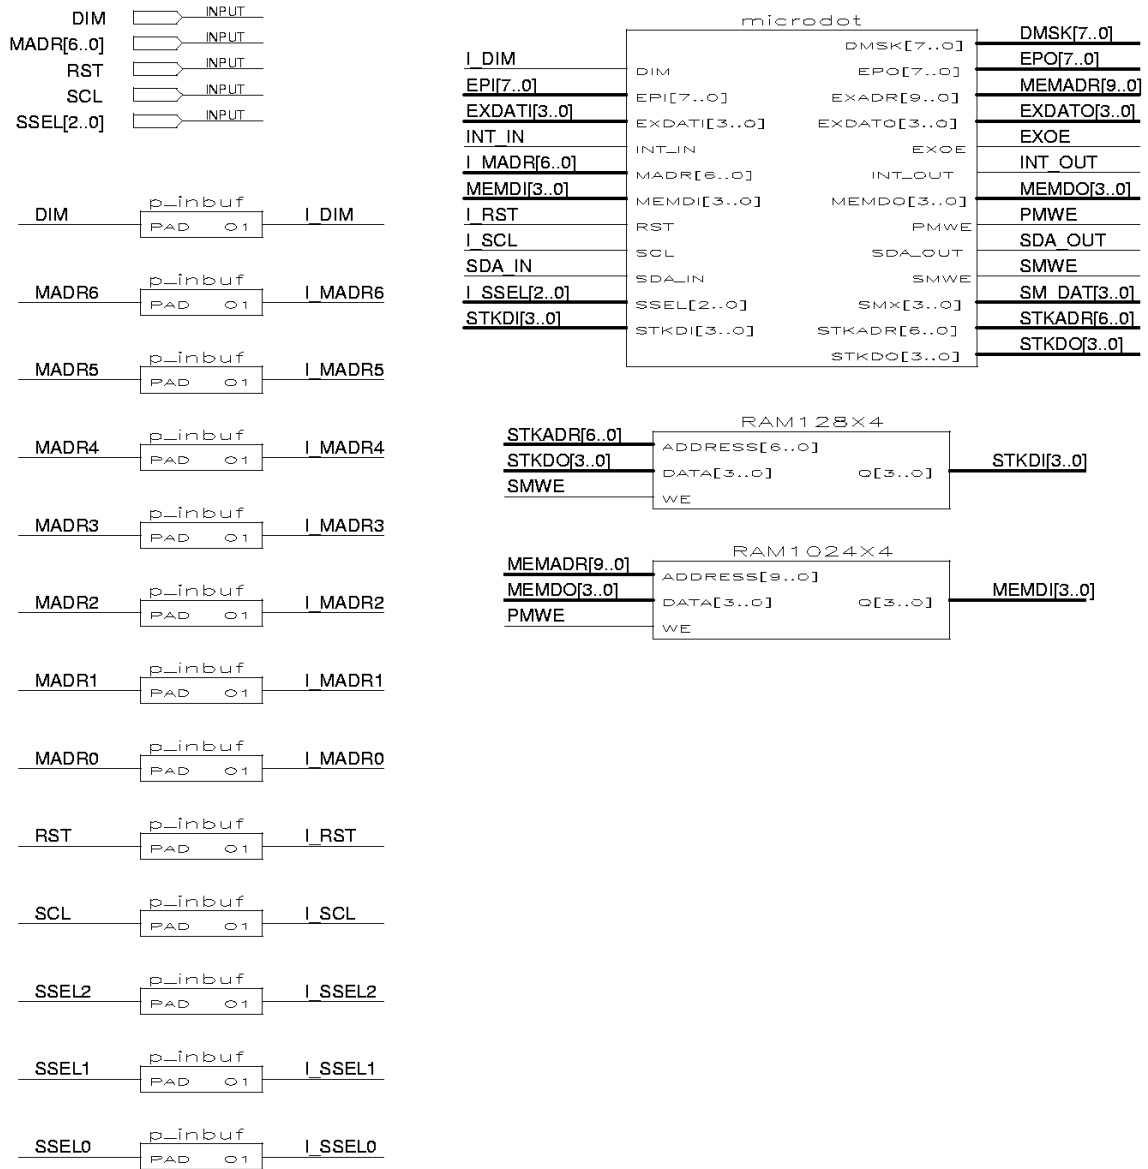 DIM INPUT
MADR[6..0] INPUT
RST INPUT
SCL INPUT
SSEL[2..0] INPUT
p_inbuf
DIM PAD O1 I_DIM
p_inbuf
MADR6 PAD O1 I_MADR6
p_inbuf
MADR5 PAD O1 I_MADR5
p_inbuf
MADR4 PAD O1 I_MADR4
p_inbuf
MADR3 PAD O1 I_MADR3
p_inbuf
MADR2 PAD O1 I_MADR2
p_inbuf
MADR1 PAD O1 I_MADR1
p_inbuf
MADR0 PAD O1 I_MADR0
p_inbuf
RST PAD O1 I_RST
p_inbuf
SCL PAD O1 I_SCL
p_inbuf
SSEL2 PAD O1 I_SSEL2
p_inbuf
SSEL1 PAD O1 I_SSEL1
p_inbuf
SSEL0 PAD O1 I_SSEL0
microdot
DMSK[7..0] DMSK[7..0]
I_DIM DIM EPO[7..0] EPO[7..0]
EPI[7..0] EPI[7..0] EXADR[9..0] MEMADR[9..0]
EXDATI[3..0] EXDATI[3..0] EXDATO[3..0] EXDATO[3..0]
INT_IN INT_IN EXOE EXOE
I_MADR[6..0] MADR[6..0] INT_OUT INT_OUT
MEMDI[3..0] MEMDI[3..0] MEMDO[3..0] MEMDO[3..0]
I_RST RST PMWE PMWE
I_SCL SCL SDA_OUT SDA_OUT
SDA_IN SDA_IN SMWE SMWE
I_SSEL[2..0] SSEL[2..0] SMX[3..0] SM_DAT[3..0]
STKDI[3..0] STKDI[3..0] STKADR[6..0] STKADR[6..0]
STKDO[3..0] STKDO[3..0]
RAM128X4
STKADR[6..0] ADDRESS[6..0]
STKDO[3..0] DATA[3..0] Q[3..0] STKDI[3..0]
SMWE WE
RAM1024X4
MEMADR[9..0] ADDRESS[9..0]
MEMDO[3..0] DATA[3..0] Q[3..0] MEMDI[3..0]
PMWE WE